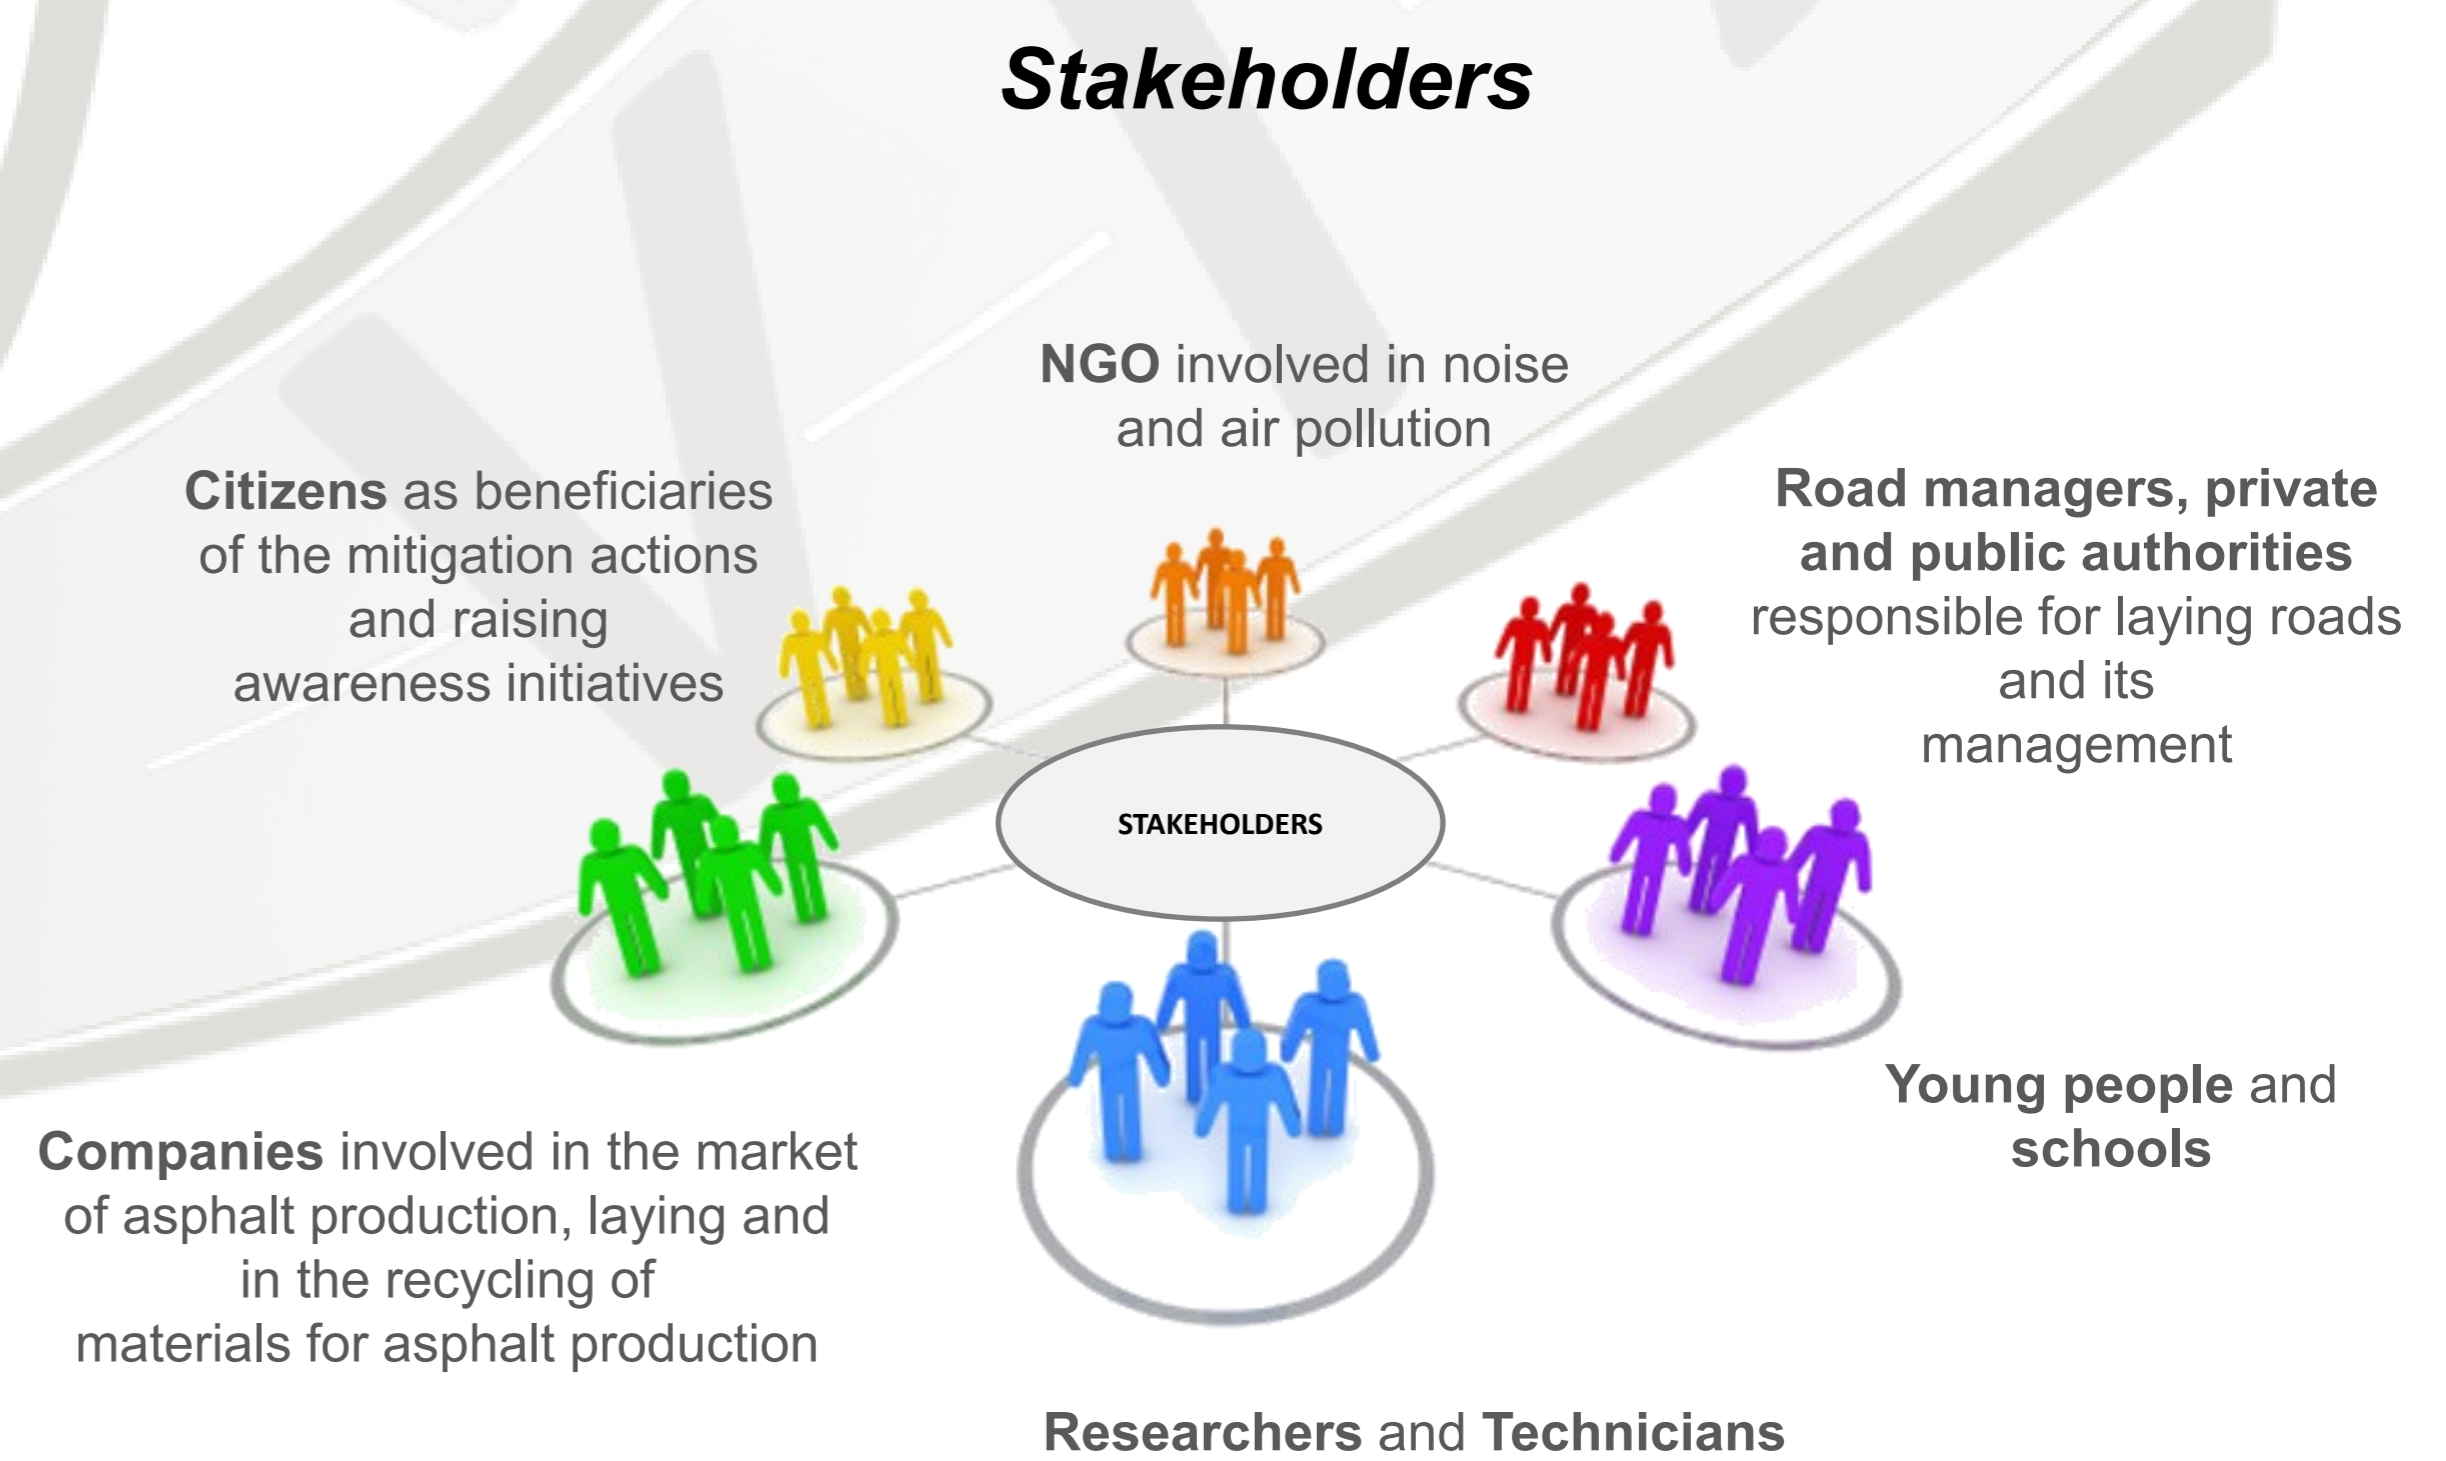 Stakeholders
NGO involved in noise
and air pollution
Citizens as beneficiaries
of the mitigation actions
and raising
awareness initiatives
Road managers, private
and public authorities
responsible for laying roads
and its
management
STAKEHOLDERS
Young people and
schools
Companies involved in the market
of asphalt production, laying and
in the recycling of
materials for asphalt production
Researchers and Technicians